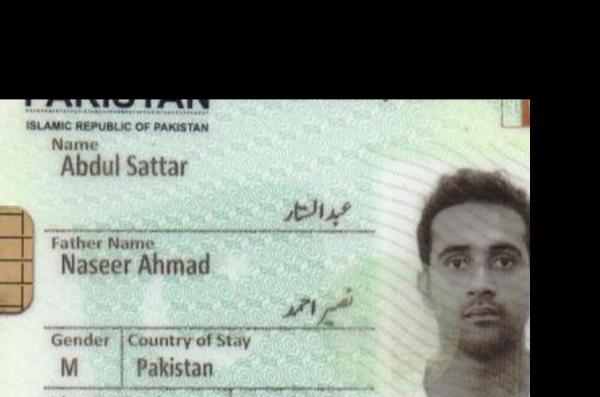 PAKISTAN
ISLAMIC REPUBLIC OF PAKISTAN
Name
Abdul Sattar
عبدالستار
Father Name
Naseer Ahmad
نصیر احمد
Gender Country of Stay
M Pakistan